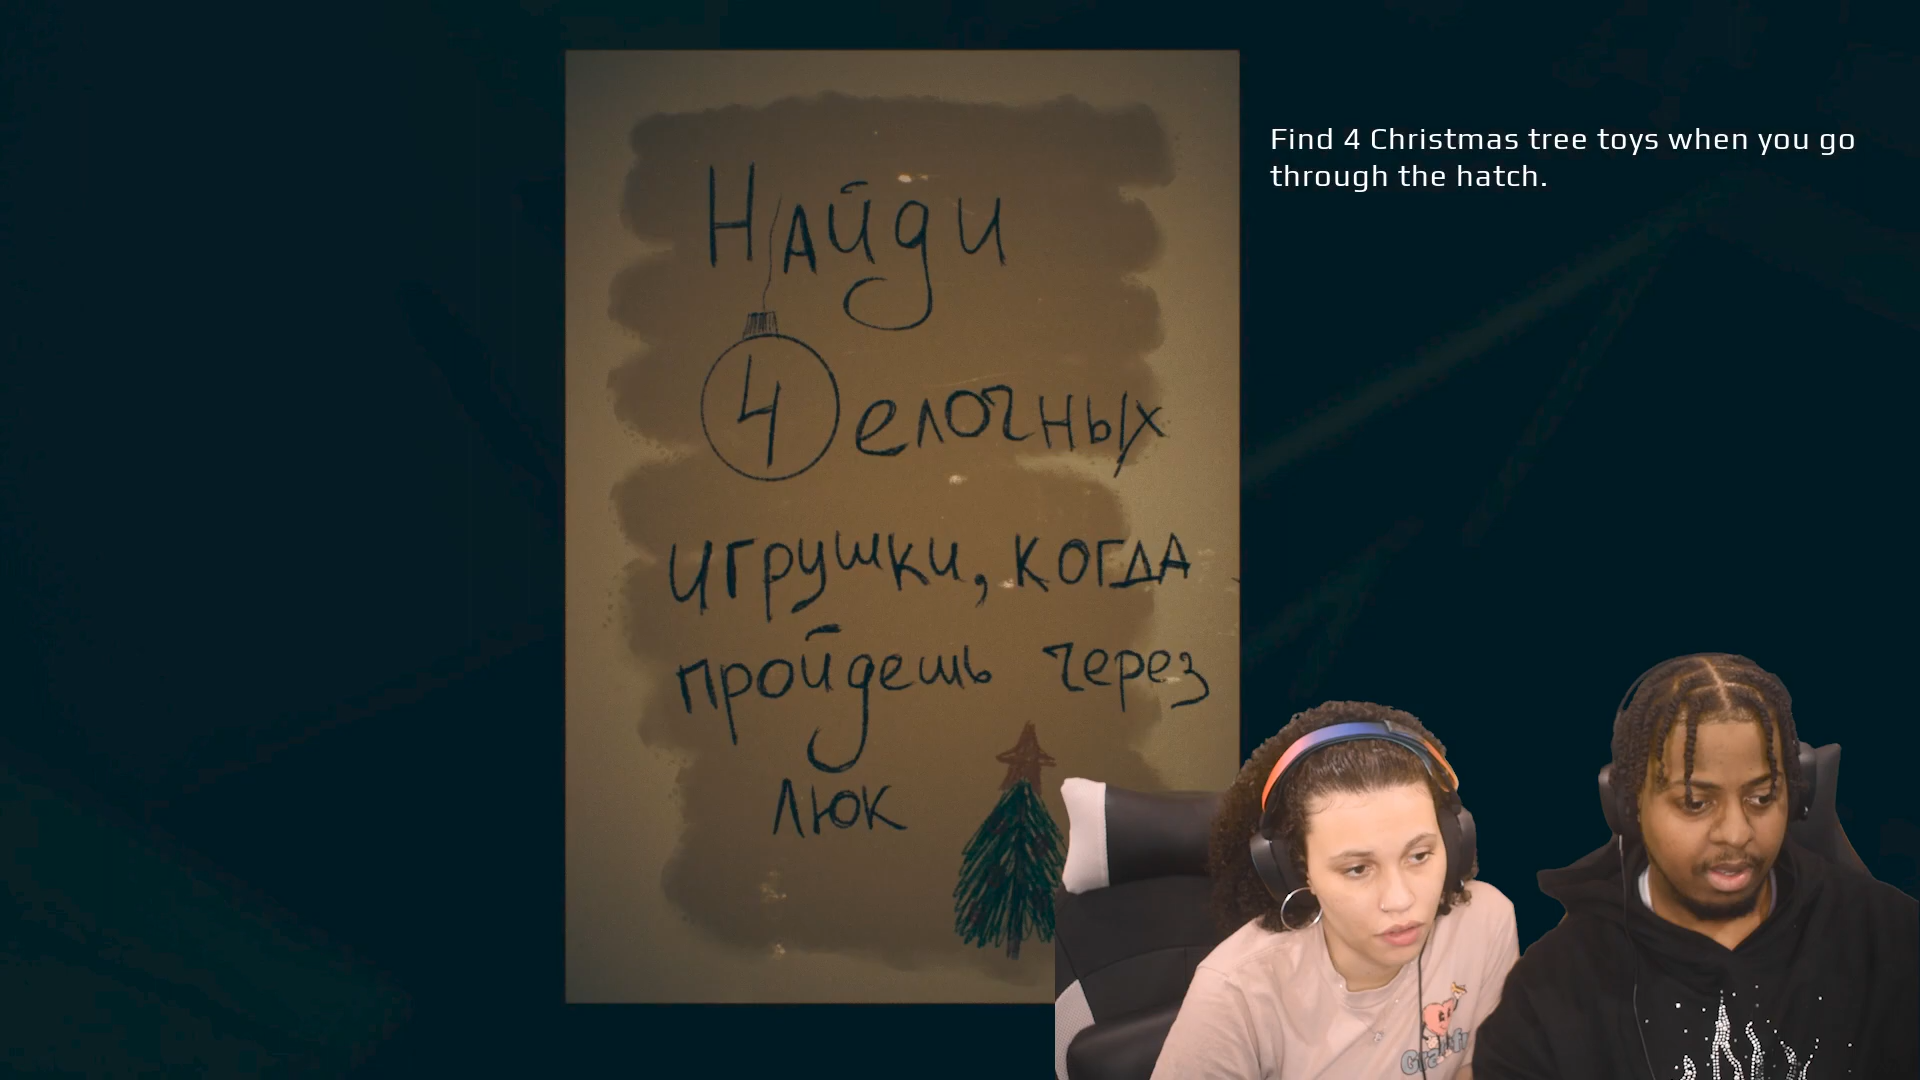 Найди
4 елочных
игрушки, когда
пройдешь через
люк
Find 4 Christmas tree toys when you go
through the hatch.